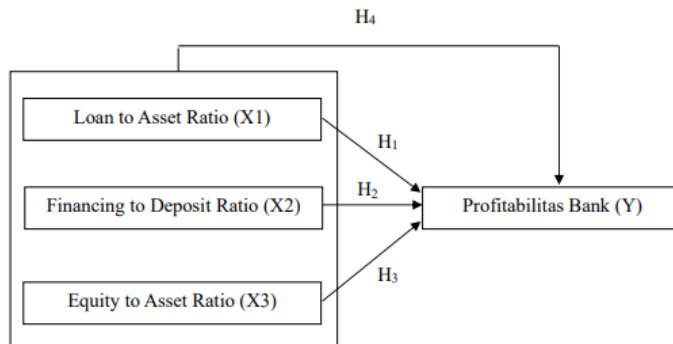 H₄
Loan to Asset Ratio (X1)
H₁
Financing to Deposit Ratio (X2)
H₂
Profitabilitas Bank (Y)
H₃
Equity to Asset Ratio (X3)